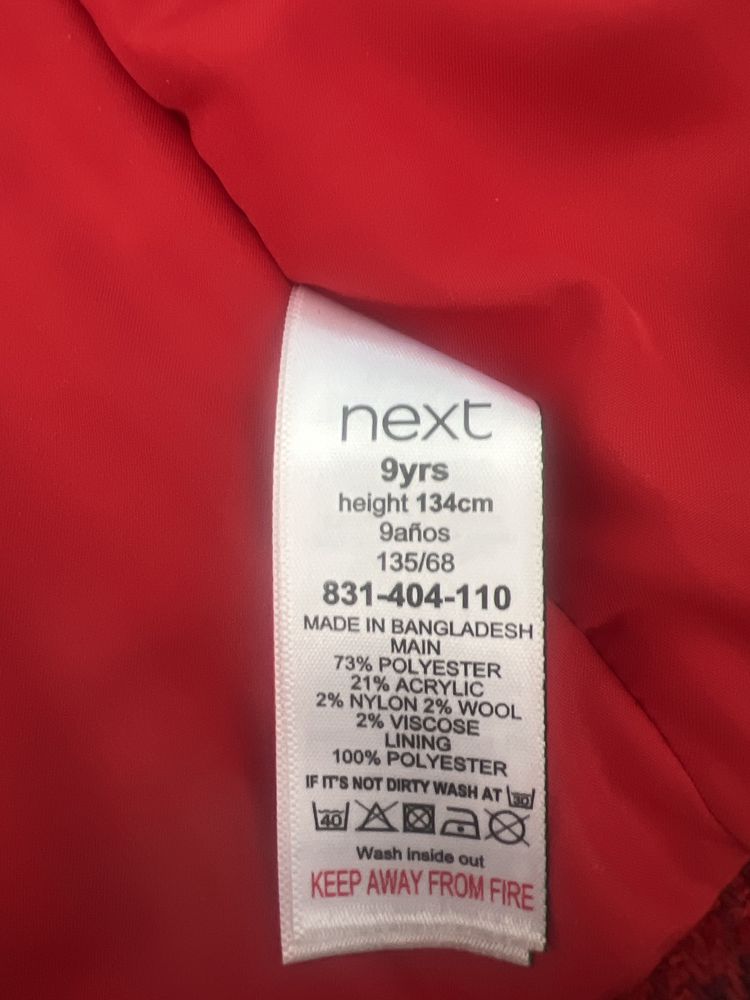 next
9yrs
height 134cm
9años
135/68
831-404-110
MADE IN BANGLADESH
MAIN
73% POLYESTER
21% ACRYLIC
2% NYLON 2% WOOL
2% VISCOSE
LINING
100% POLYESTER
IF IT'S NOT DIRTY WASH AT 30
40
Wash inside out
KEEP AWAY FROM FIRE